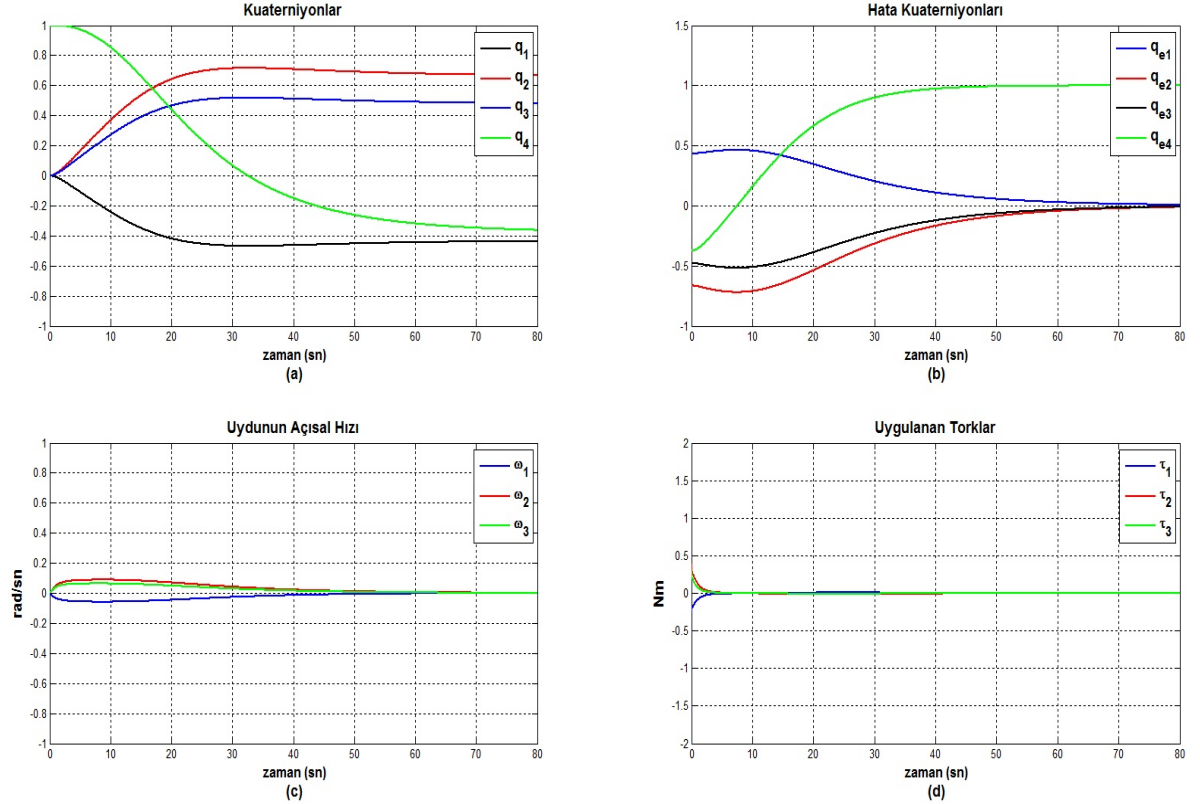 Kuaterniyonlar
1
0.8
0.6
0.4
0.2
0
-0.2
-0.4
-0.6
-0.8
-1
0 10 20 30 40 50 60 70 80
q1
q2
q3
q4
zaman (sn)
(a)
Hata Kuaterniyonları
1.5
1
0.5
0
-0.5
-1
0 10 20 30 40 50 60 70 80
qe1
qe2
qe3
qe4
zaman (sn)
(b)
Uydunun Açısal Hızı
rad/sn
1
0.8
0.6
0.4
0.2
0
-0.2
-0.4
-0.6
-0.8
-1
0 10 20 30 40 50 60 70 80
ω1
ω2
ω3
zaman (sn)
(c)
Uygulanan Torklar
Nm
2
1.5
1
0.5
0
-0.5
-1
-1.5
-2
0 10 20 30 40 50 60 70 80
τ1
τ2
τ3
zaman (sn)
(d)